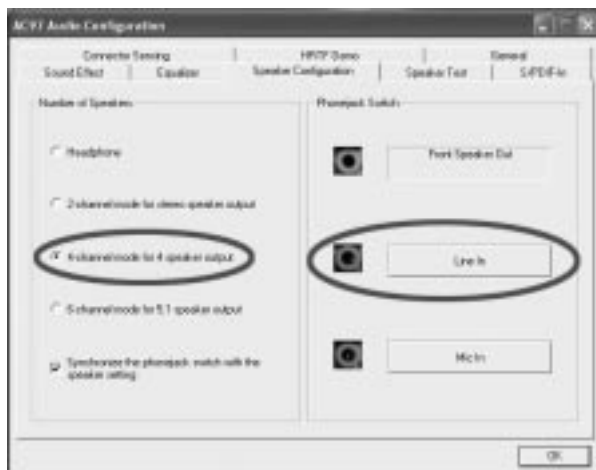 AC97 Audio Configuration
Connector Sensing
HRTF Demo
General
Sound Effect
Equalizer
Speaker Configuration
Speaker Test
S/PDIF-In
Number of Speakers
Headphone
2 channel mode for stereo speaker output
4 channel mode for 4 speaker output
6 channel mode for 5.1 speaker output
Synchronize the phonejack switch with the
speaker setting
Phonejack Switch
Front Speaker Out
Line In
Mic In
OK